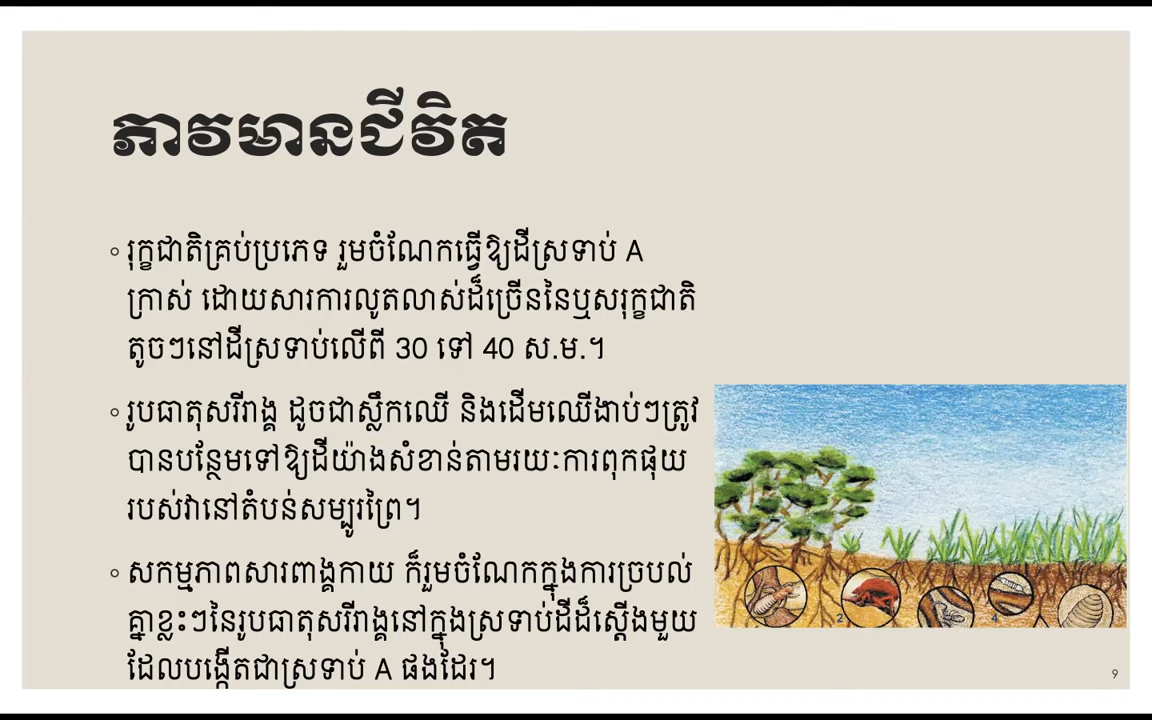 ភាវមានជីវិត
◦ រុក្ខជាតិគ្រប់ប្រភេទ រួមចំណែកធ្វើឱ្យដីស្រទាប់ A
ក្រាស់ ដោយសារការលូតលាស់ដ៏ច្រើននៃឬសរុក្ខជាតិ
តូចៗនៅដីស្រទាប់លើពី 30 ទៅ 40 ស.ម.។
◦ រូបធាតុសរីរាង្គ ដូចជាស្លឹកឈើ និងដើមឈើងាប់ៗត្រូវ
បានបន្ថែមទៅឱ្យដីយ៉ាងសំខាន់តាមរយៈការពុកផុយ
របស់វានៅតំបន់សម្បូរព្រៃ។
◦ សកម្មភាពសារពាង្គកាយ ក៏រួមចំណែកក្នុងការច្របល់
គ្នាខ្លះៗនៃរូបធាតុសរីរាង្គនៅក្នុងស្រទាប់ដីដ៏ស្តើងមួយ
ដែលបង្កើតជាស្រទាប់ A ផងដែរ។
2
4
9